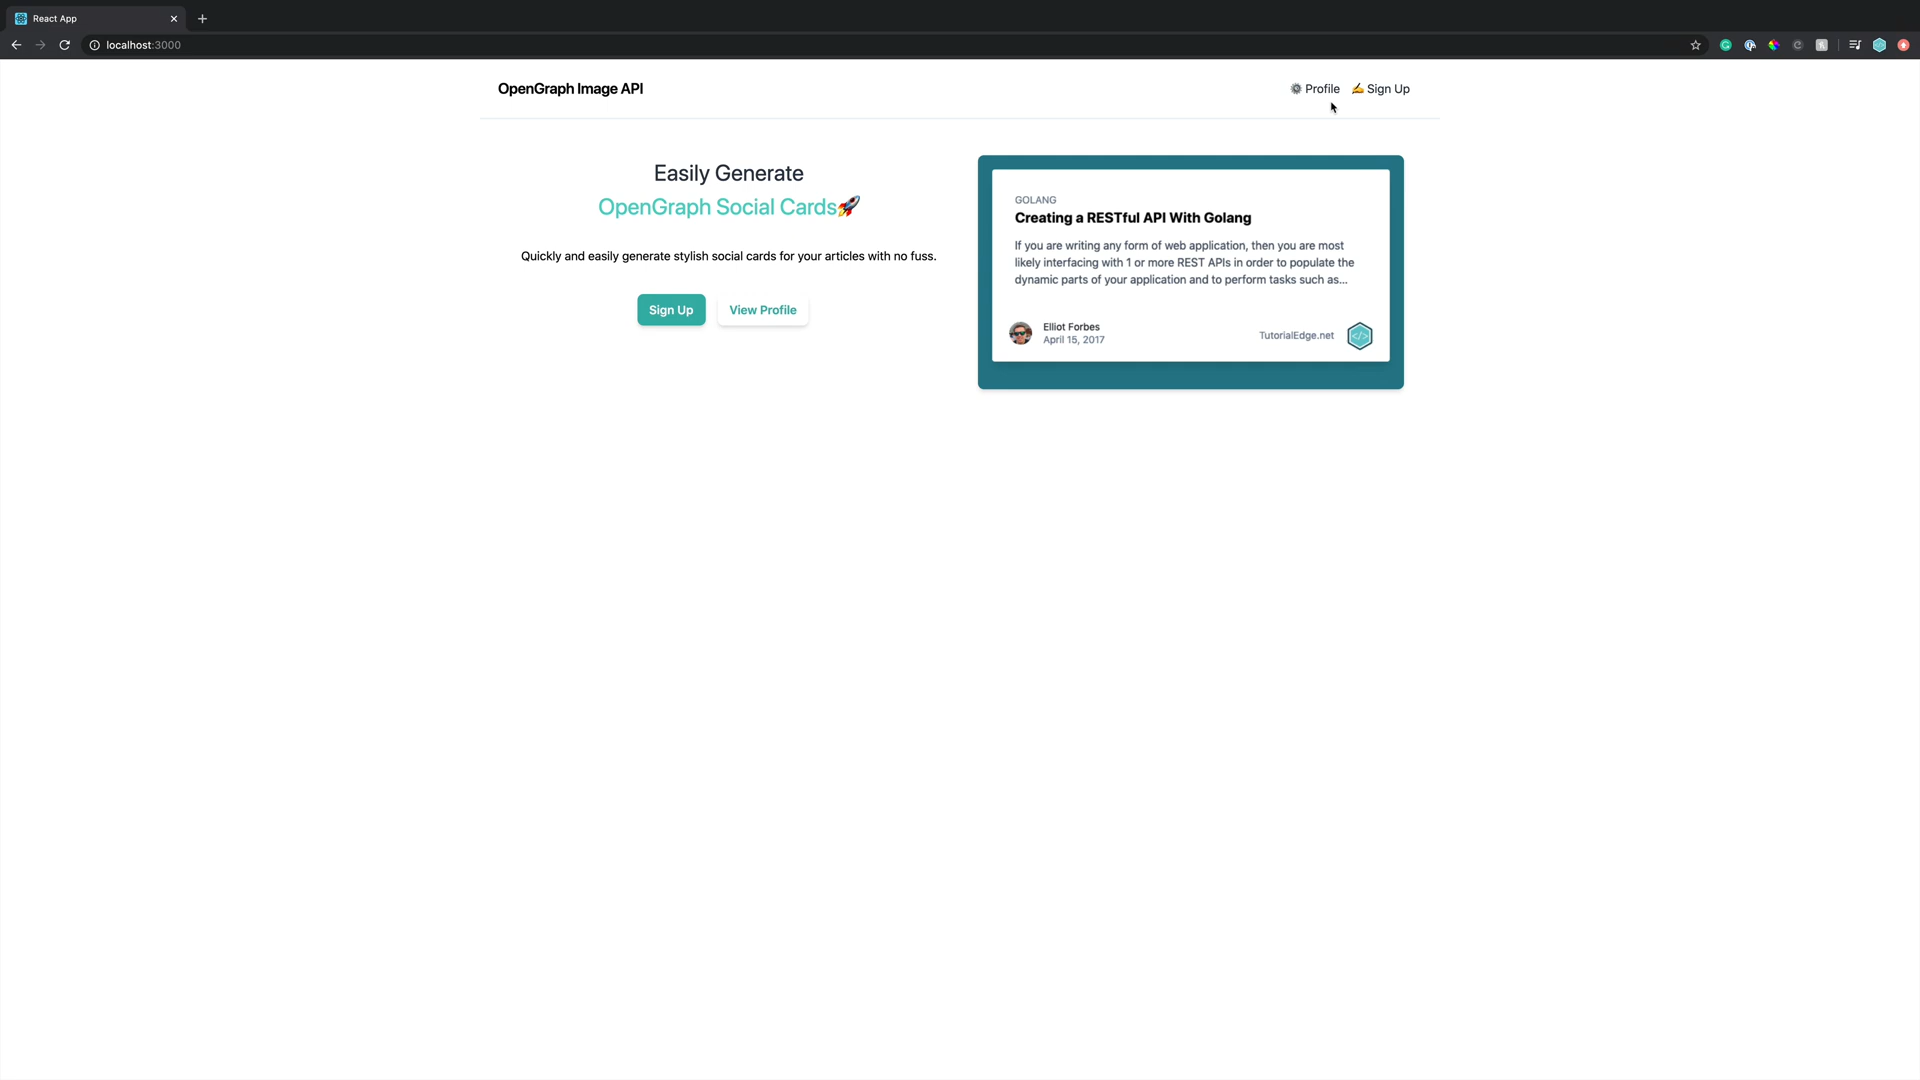 React App
localhost:3000
OpenGraph Image API
Profile
Sign Up
Easily Generate
OpenGraph Social Cards🚀
Quickly and easily generate stylish social cards for your articles with no fuss.
Sign Up
View Profile
GOLANG
Creating a RESTful API With Golang
If you are writing any form of web application, then you are most
likely interfacing with 1 or more REST APIs in order to populate the
dynamic parts of your application and to perform tasks such as...
Elliot Forbes
April 15, 2017
TutorialEdge.net